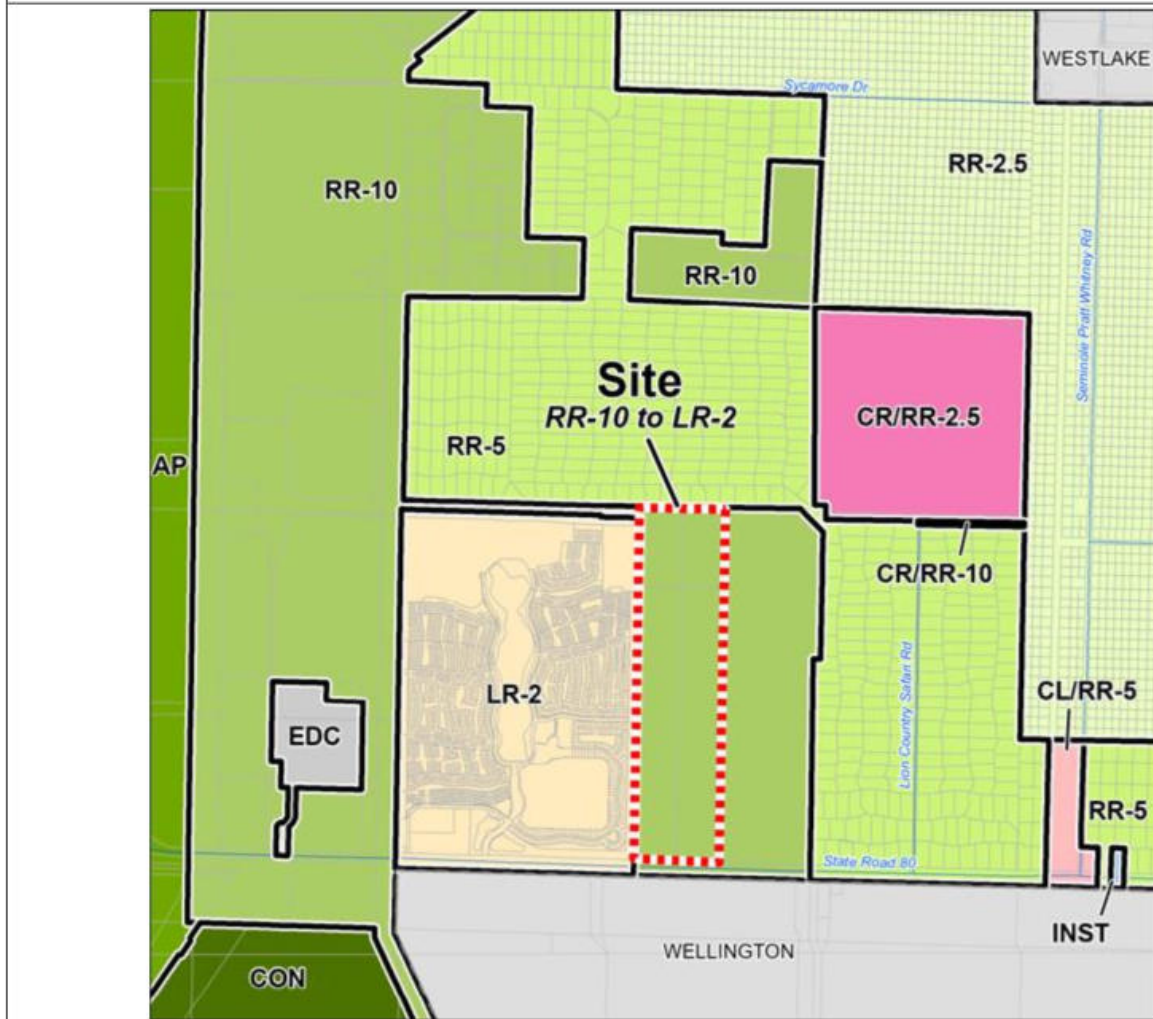 WESTLAKE
Sycamore Dr
RR-2.5
RR-10
Seminole Pratt Whitney Rd
RR-10
Site
RR-10 to LR-2
CR/RR-2.5
RR-5
AP
CR/RR-10
Lion Country Safari Rd
LR-2
CL/RR-5
EDC
RR-5
State Road 80
INST
WELLINGTON
CON